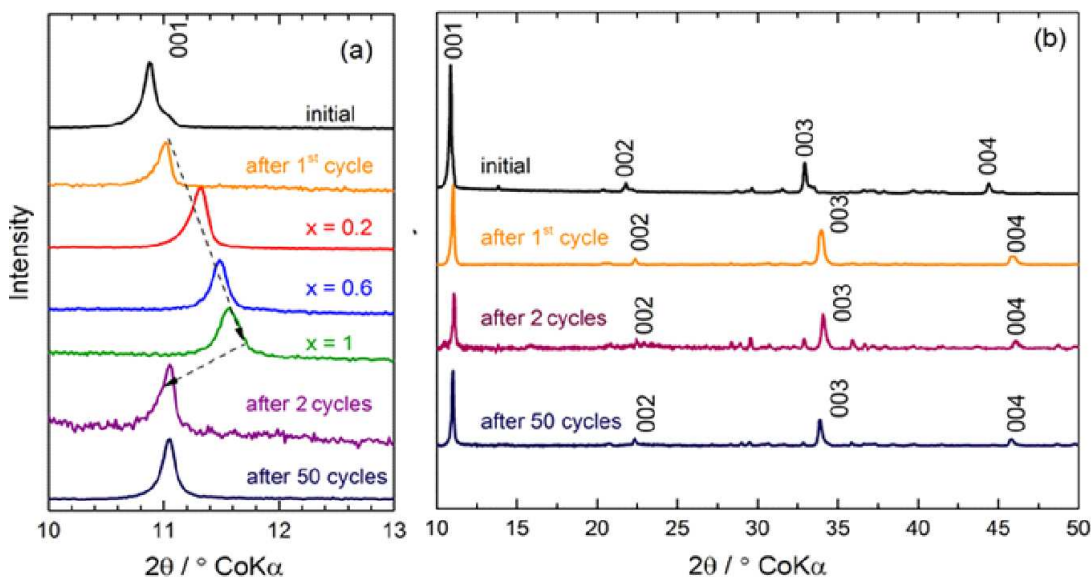 (a)
001
initial
after 1st cycle
x = 0.2
x = 0.6
x = 1
after 2 cycles
after 50 cycles
Intensity
10 11 12 13
2θ / ° CoKα
(b)
001
002
003
004
initial
after 1st cycle
002
003
004
after 2 cycles
002
003
004
after 50 cycles
002
003
004
10 15 20 25 30 35 40 45 50
2θ / ° CoKα